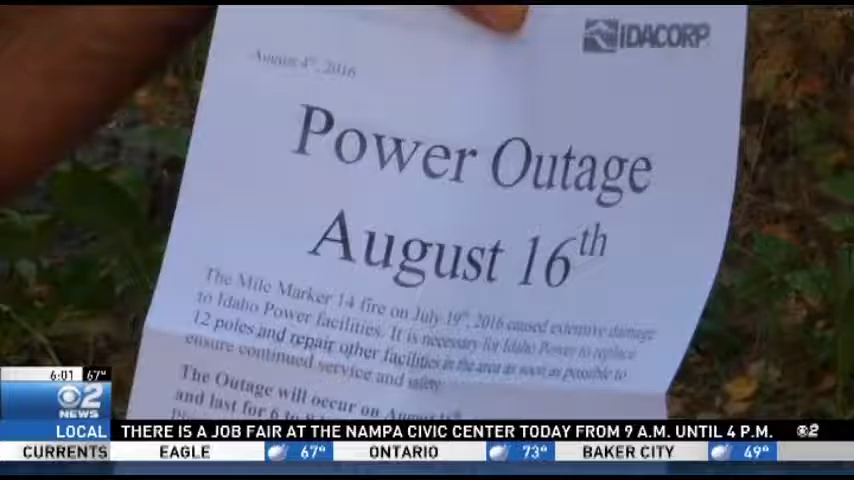 IDACORP
August 4th, 2016
Power Outage
August 16th
The Mile Marker 14 fire on July 19th, 2016 caused extensive damage
to Idaho Power facilities. It is necessary for Idaho Power to replace
12 poles and repair other facilities in the area as soon as possible to
ensure continued service and safety.
The Outage will occur on August
and last for 6 to
6:01 67°
2
NEWS
LOCAL THERE IS A JOB FAIR AT THE NAMPA CIVIC CENTER TODAY FROM 9 A.M. UNTIL 4 P.M. 2
CURRENTS EAGLE 67° ONTARIO 73° BAKER CITY 49°